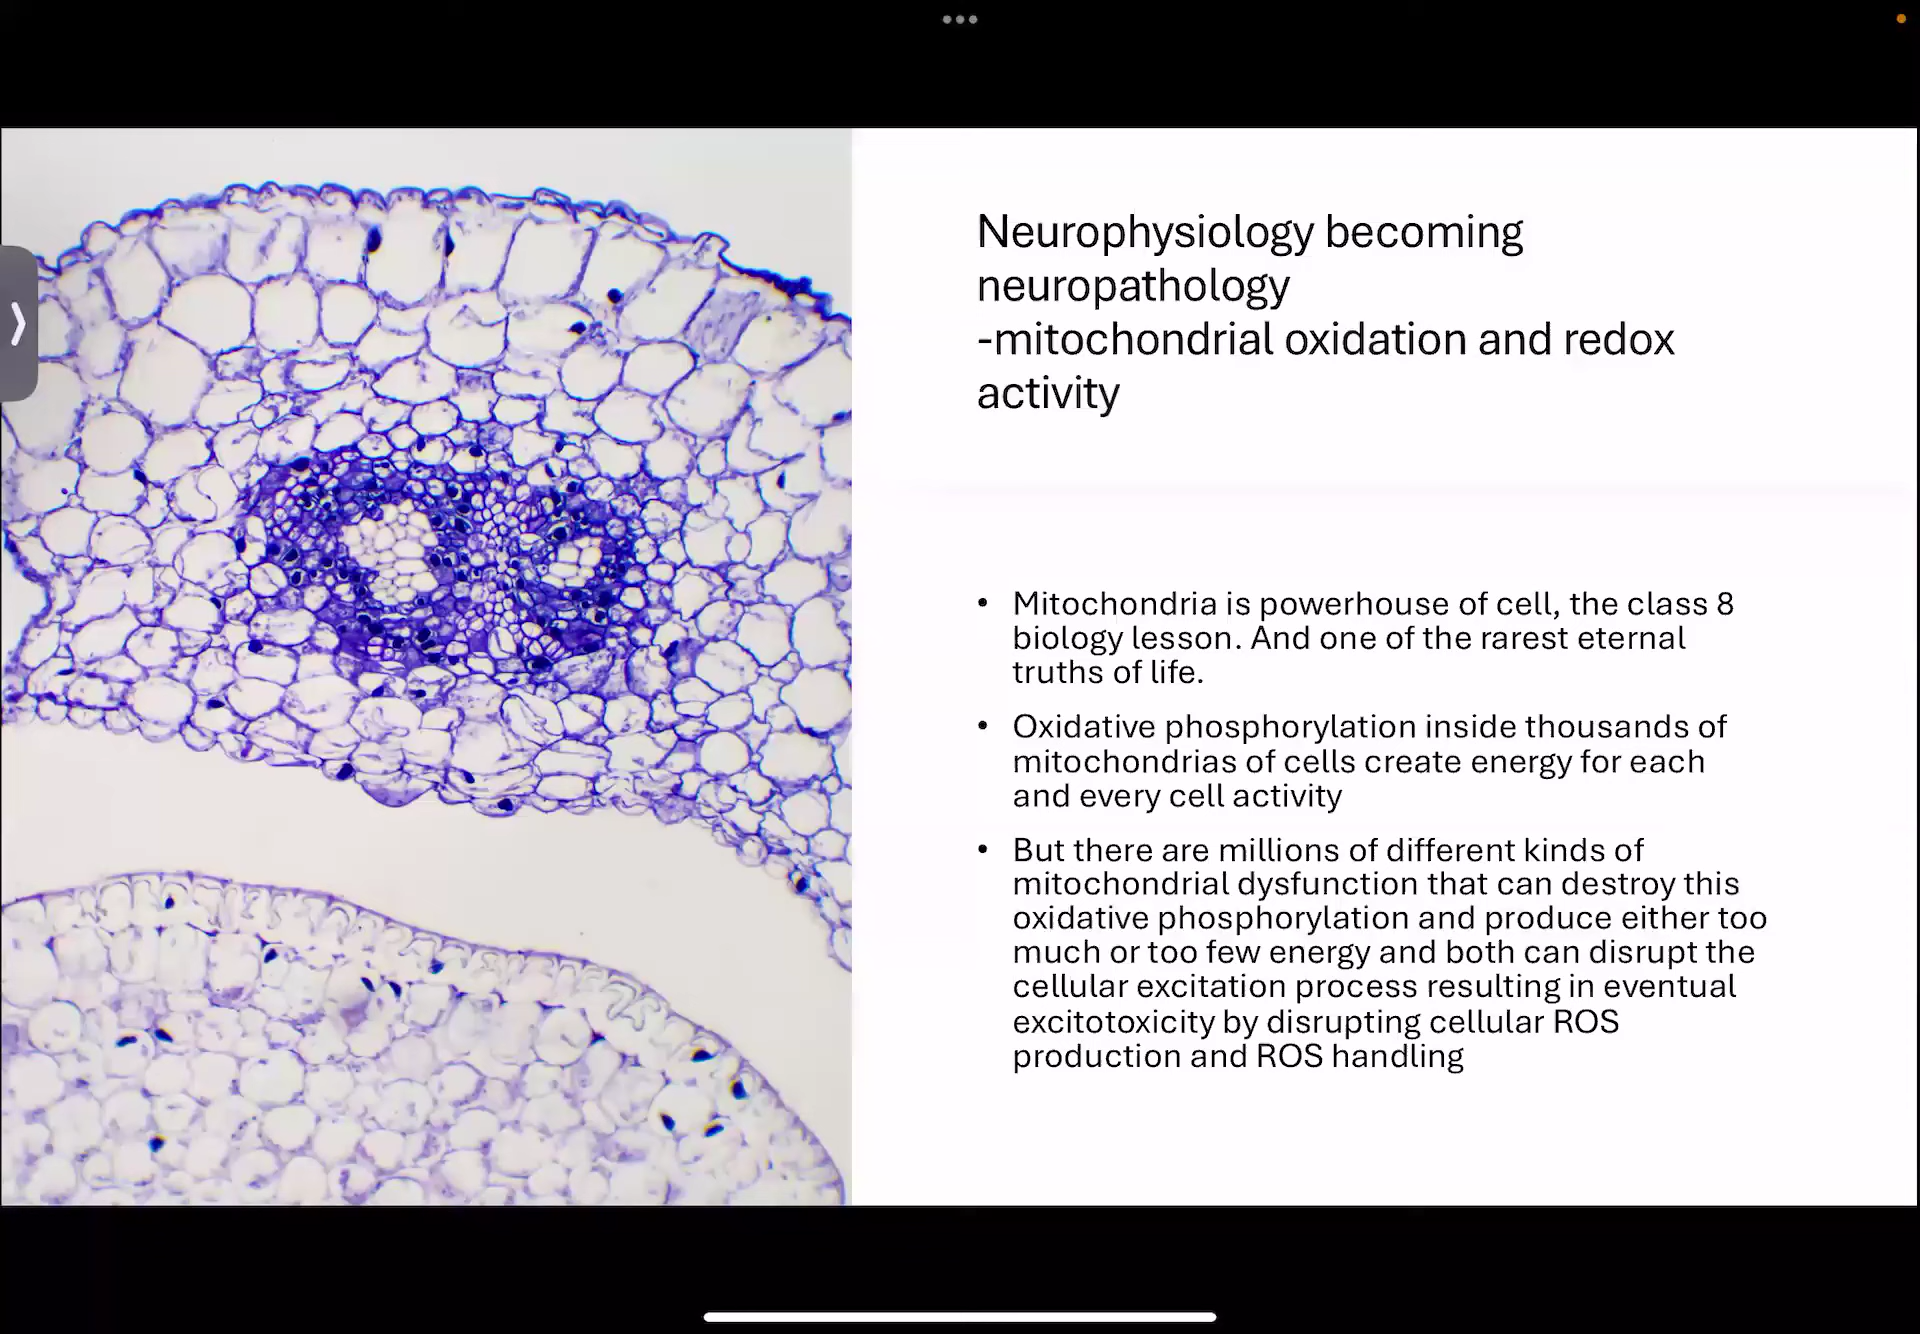 Neurophysiology becoming
neuropathology
-mitochondrial oxidation and redox
activity
• Mitochondria is powerhouse of cell, the class 8
biology lesson. And one of the rarest eternal
truths of life.
• Oxidative phosphorylation inside thousands of
mitochondrias of cells create energy for each
and every cell activity
• But there are millions of different kinds of
mitochondrial dysfunction that can destroy this
oxidative phosphorylation and produce either too
much or too few energy and both can disrupt the
cellular excitation process resulting in eventual
excitotoxicity by disrupting cellular ROS
production and ROS handling